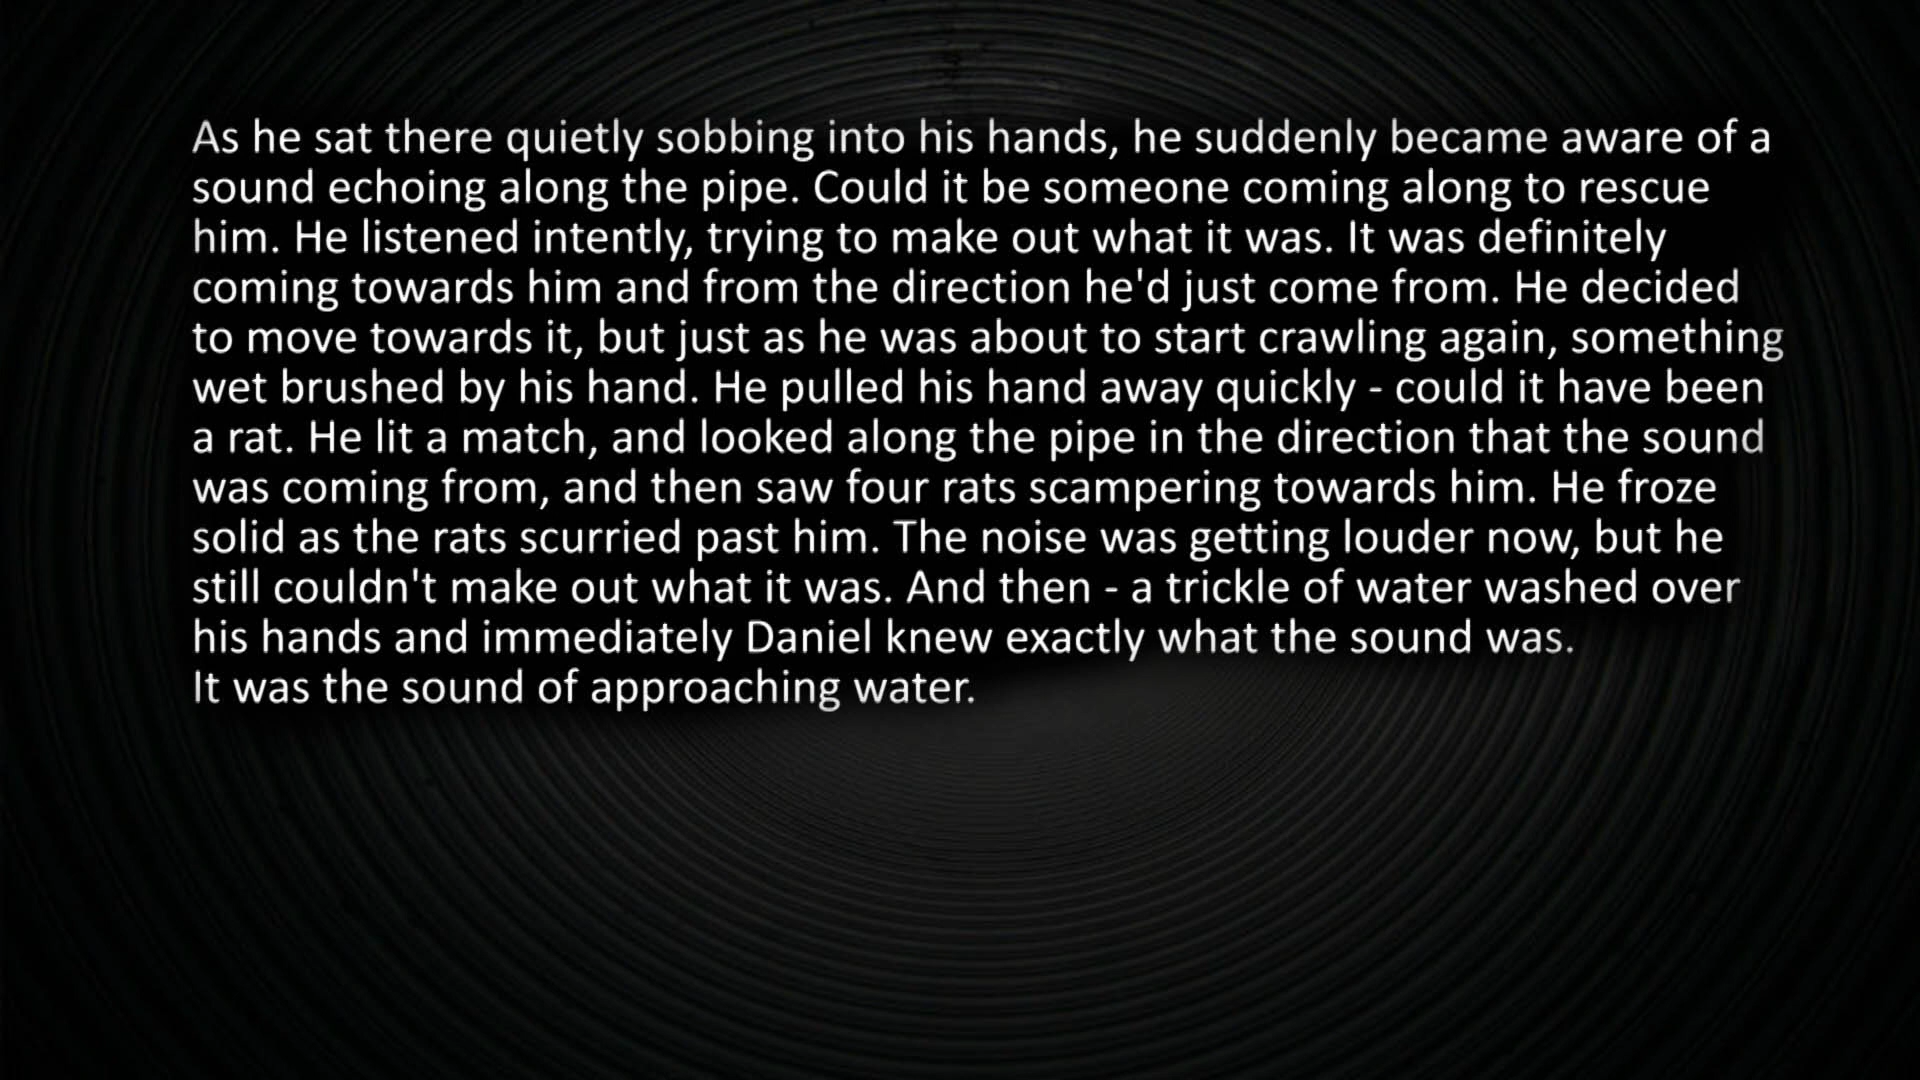 As he sat there quietly sobbing into his hands, he suddenly became aware of a
sound echoing along the pipe. Could it be someone coming along to rescue
him. He listened intently, trying to make out what it was. It was definitely
coming towards him and from the direction he'd just come from. He decided
to move towards it, but just as he was about to start crawling again, something
wet brushed by his hand. He pulled his hand away quickly - could it have been
a rat. He lit a match, and looked along the pipe in the direction that the sound
was coming from, and then saw four rats scampering towards him. He froze
solid as the rats scurried past him. The noise was getting louder now, but he
still couldn't make out what it was. And then - a trickle of water washed over
his hands and immediately Daniel knew exactly what the sound was.
It was the sound of approaching water.